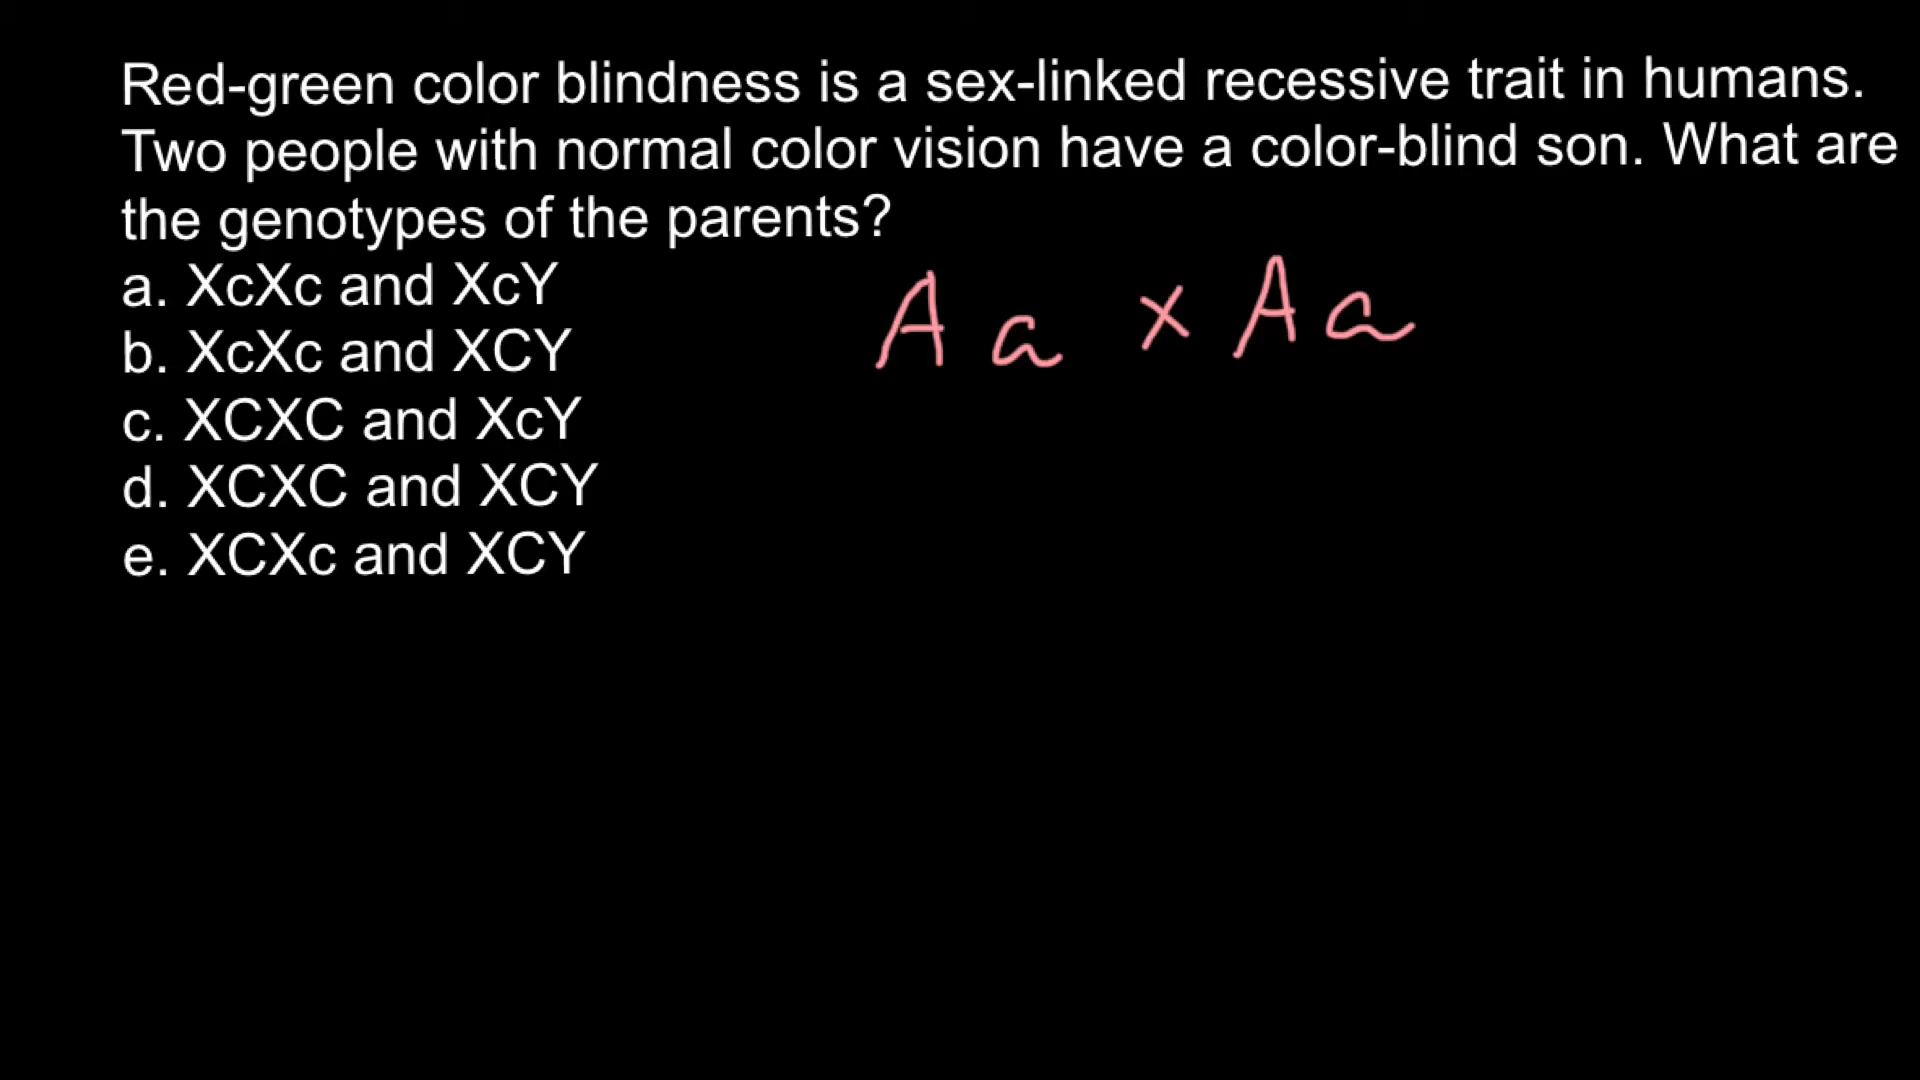 Red-green color blindness is a sex-linked recessive trait in humans.
Two people with normal color vision have a color-blind son. What are
the genotypes of the parents?
a. XcXc and XcY
b. XcXc and XCY
c. XCXC and XcY
d. XCXC and XCY
e. XCXc and XCY
Aa x Aa